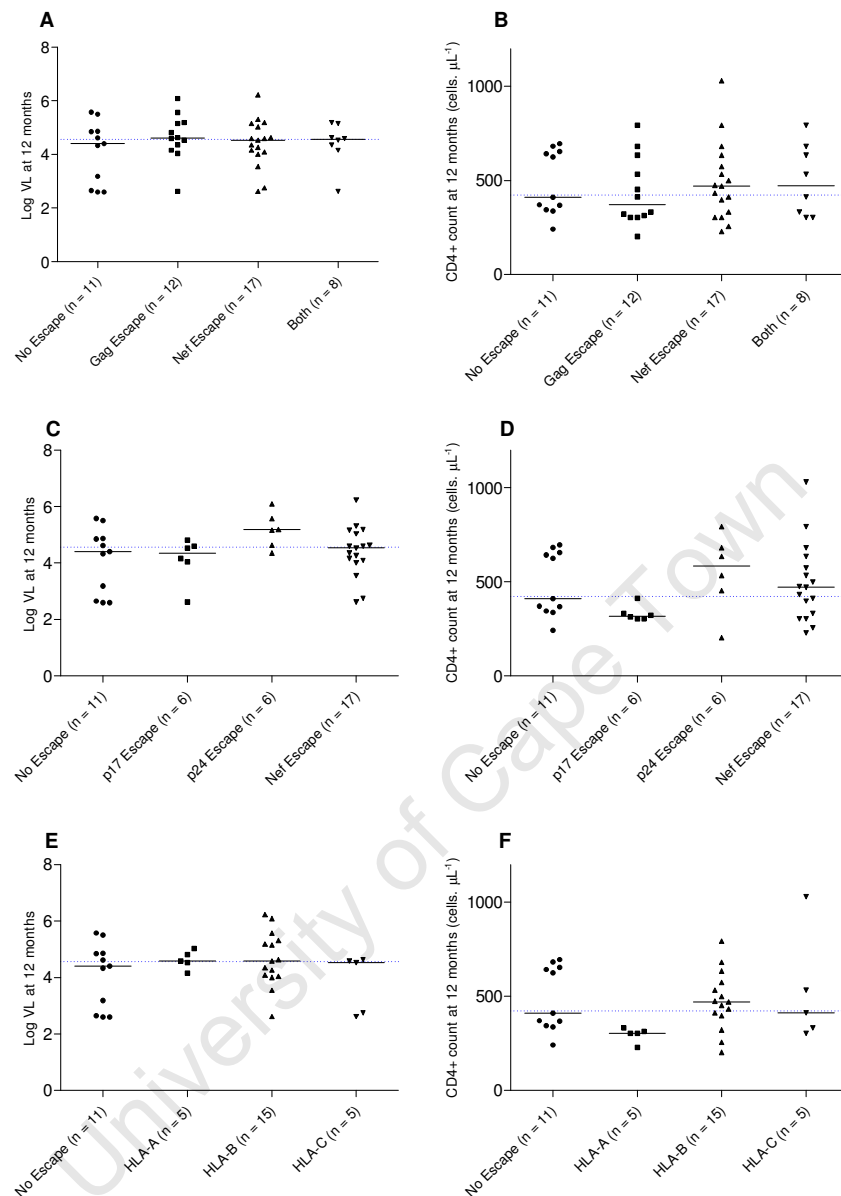 A
Log VL at 12 months
8
6
4
2
0
No Escape (n = 11)
Gag Escape (n = 12)
Nef Escape (n = 17)
Both (n = 8)
B
CD4+ count at 12 months (cells. μL⁻¹)
1000
500
0
No Escape (n = 11)
Gag Escape (n = 12)
Nef Escape (n = 17)
Both (n = 8)
C
Log VL at 12 months
8
6
4
2
0
No Escape (n = 11)
p17 Escape (n = 6)
p24 Escape (n = 6)
Nef Escape (n = 17)
D
CD4+ count at 12 months (cells. μL⁻¹)
1000
500
0
No Escape (n = 11)
p17 Escape (n = 6)
p24 Escape (n = 6)
Nef Escape (n = 17)
E
Log VL at 12 months
8
6
4
2
0
No Escape (n = 11)
HLA-A (n = 5)
HLA-B (n = 15)
HLA-C (n = 5)
F
CD4+ count at 12 months (cells. μL⁻¹)
1000
500
0
No Escape (n = 11)
HLA-A (n = 5)
HLA-B (n = 15)
HLA-C (n = 5)
University of Cape Town